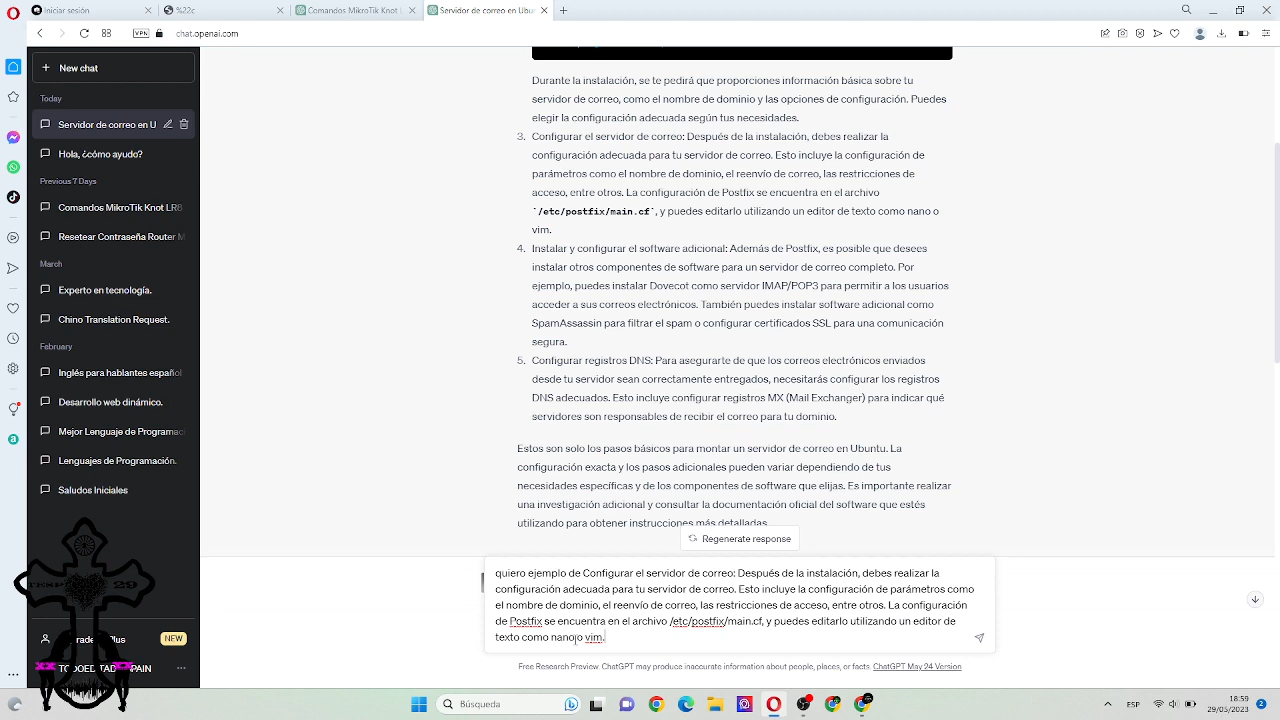 Iniciar sesión
%22c
Comandos MikroTik Knot L
Servidor de correo en Ubun
VPN
chat.openai.com
New chat
Today
Servidor de correo en U
Hola, ¿cómo ayudo?
Previous 7 Days
Comandos MikroTik LR8
Resetear Contraseña Mi
March
Experto en tecnología.
Chino Translation Request.
February
Inglés para hablantes español
Desarrollo web dinámico.
Mejor Lenguaje de Programaci
Lenguajes de Programación.
Saludos Iniciales
Upgrade to Plus
NEW
Durante la instalación, se te pedirá que proporciones información básica sobre tu
servidor de correo, como el nombre de dominio y las opciones de configuración. Puedes
elegir la configuración adecuada según tus necesidades.
3. Configurar el servidor de correo: Después de la instalación, debes realizar la
configuración adecuada para tu servidor de correo. Esto incluye la configuración de
parámetros como el nombre de dominio, el reenvío de correo, las restricciones de
acceso, entre otros. La configuración de Postfix se encuentra en el archivo
`/etc/postfix/main.cf`, y puedes editarlo utilizando un editor de texto como nano o
vim.
4. Instalar y configurar el software adicional: Además de Postfix, es posible que desees
instalar otros componentes de software para un servidor de correo completo. Por
ejemplo, puedes instalar Dovecot como servidor IMAP/POP3 para permitir a los usuarios
acceder a sus correos electrónicos. También puedes instalar software adicional como
SpamAssassin para filtrar el spam o configurar certificados SSL para una comunicación
segura.
5. Configurar registros DNS: Para asegurarte de que los correos electrónicos enviados
desde tu servidor sean correctamente entregados, necesitarás configurar los registros
DNS adecuados. Esto incluye configurar registros MX (Mail Exchanger) para indicar qué
servidores son responsables de recibir el correo para tu dominio.
Estos son solo los pasos básicos para montar un servidor de correo en Ubuntu. La
configuración exacta y los pasos adicionales pueden variar dependiendo de tus
necesidades específicas y de los componentes de software que elijas. Es importante realizar
una investigación adicional y consultar la documentación oficial del software que estés
utilizando para obtener instrucciones más detalladas.
Regenerate response
quiero ejemplo de Configurar el servidor de correo: Después de la instalación, debes realizar la
configuración adecuada para tu servidor de correo. Esto incluye la configuración de parámetros como
el nombre de dominio, el reenvío de correo, las restricciones de acceso, entre otros. La configuración
de Postfix se encuentra en el archivo /etc/postfix/main.cf, y puedes editarlo utilizando un editor de
texto como nano o vim.
Free Research Preview. ChatGPT may produce inaccurate information about people, places, or facts. ChatGPT May 24 Version
Búsqueda
18:59
29/05/2023